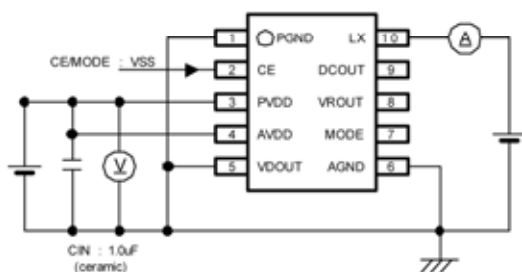 1 PGND LX 10 A
CE/MODE : VSS
2 CE DCOUT 9
3 PVDD VROUT 8
4 AVDD MODE 7
V
5 VDOUT AGND 6
CIN : 1.0uF
(ceramic)